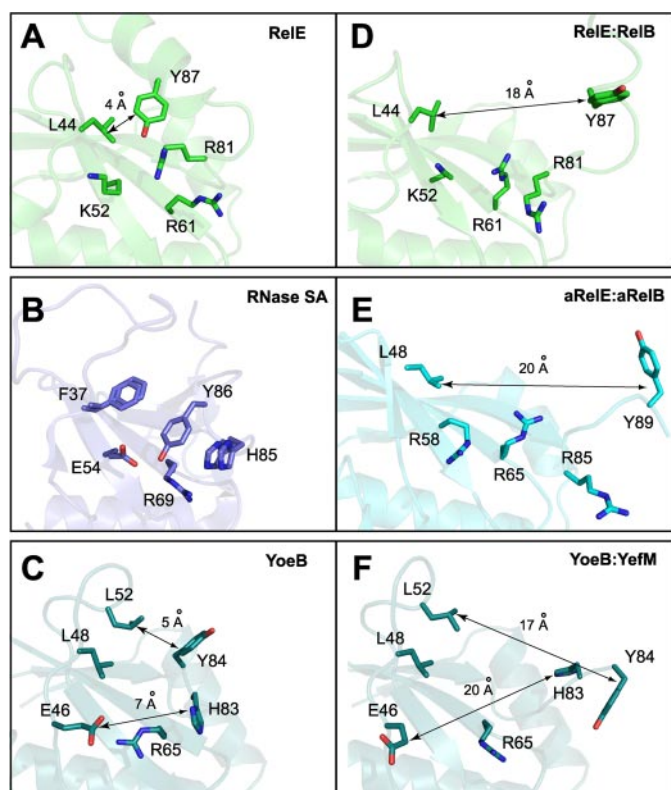 A
RelE
Y87
4 Å
L44
R81
K52
R61
D
RelE:RelB
18 Å
L44
Y87
R81
K52
R61
B
RNase SA
F37
Y86
E54
H85
R69
E
aRelE:aRelB
L48
20 Å
Y89
R58
R65
R85
C
YoeB
L52
5 Å
L48
Y84
7 Å
E46
H83
R65
F
YoeB:YefM
L52
17 Å
L48
Y84
20 Å
H83
E46
R65